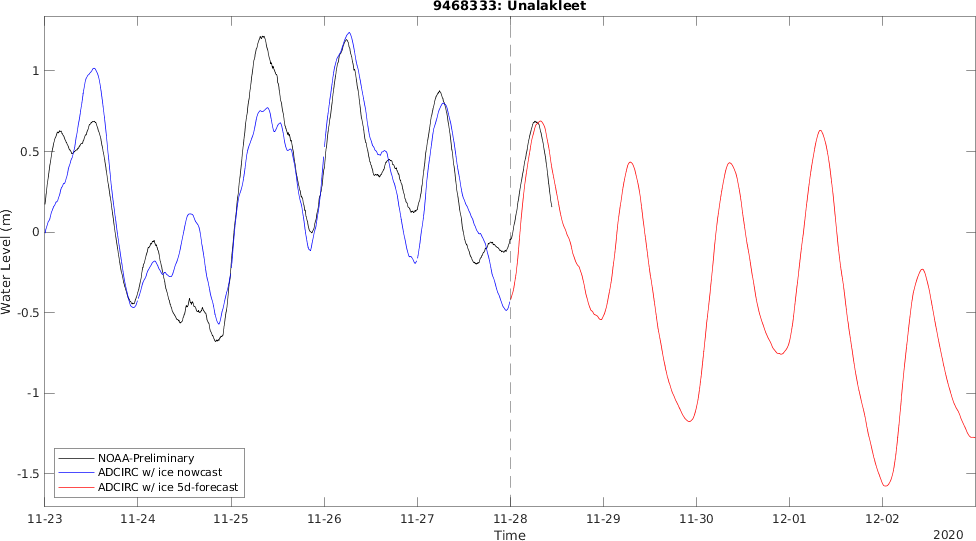 9468333: Unalakleet
Water Level (m)
1
0.5
0
-0.5
-1
-1.5
NOAA-Preliminary
ADCIRC w/ ice nowcast
ADCIRC w/ ice 5d-forecast
11-23 11-24 11-25 11-26 11-27 11-28 11-29 11-30 12-01 12-02
Time
2020